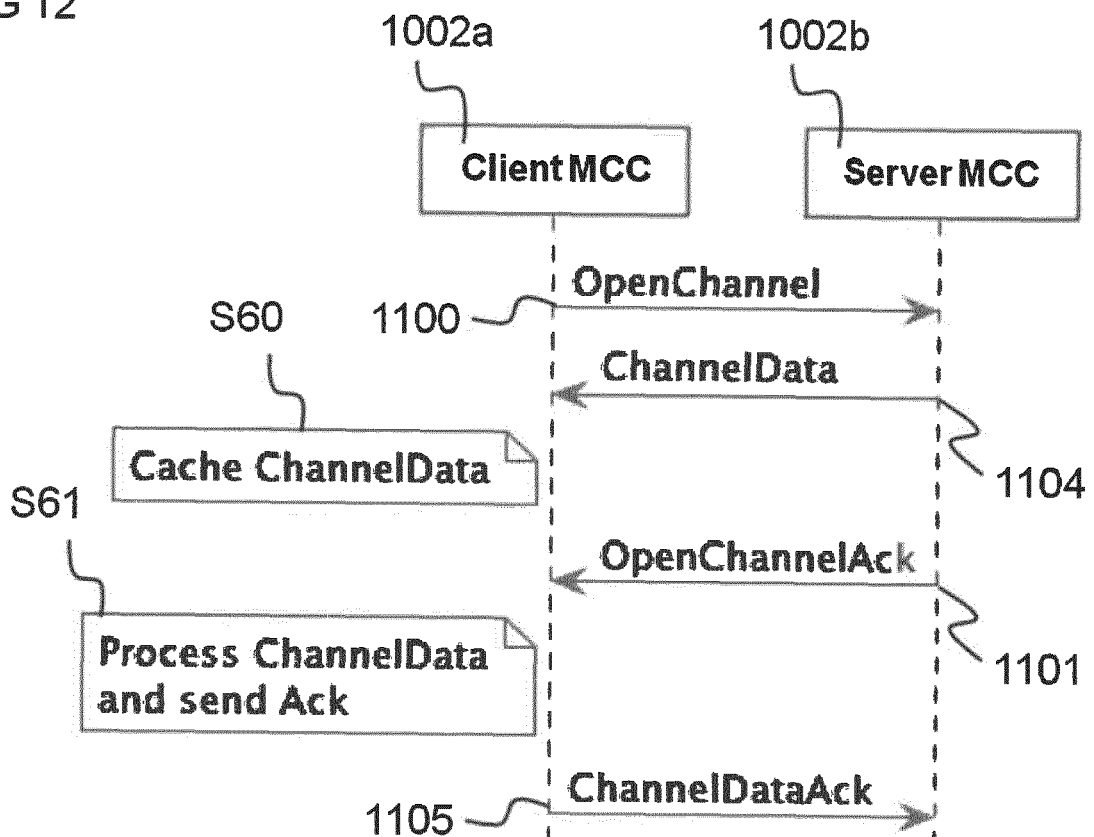 G 12
1002a
1002b
Client MCC
Server MCC
OpenChannel
1100
S60
ChannelData
Cache ChannelData
1104
S61
OpenChannelAck
Process ChannelData
and send Ack
1101
ChannelDataAck
1105